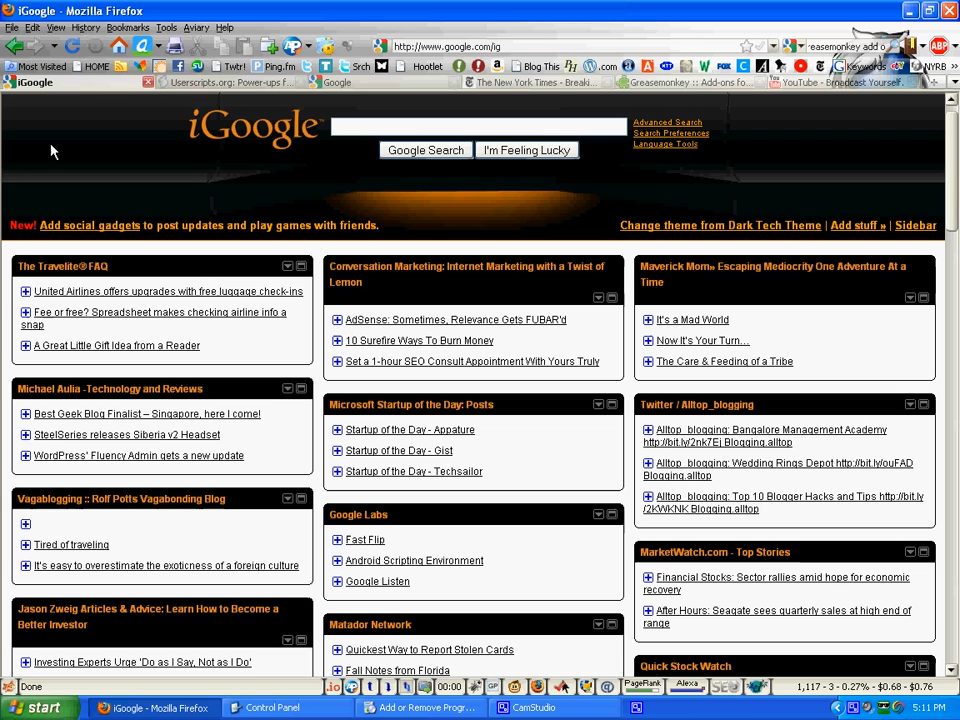 iGoogle - Mozilla Firefox
File Edit View History Bookmarks Tools Aviary Help
http://www.google.com/ig
reasemonkey add o
Most Visited HOME Twtr! Ping.fm Srch Hootlet Blog This .com Keywords NYRB
iGoogle Userscripts.org: Power-ups f... Google The New York Times - Breaki... Greasemonkey :: Add-ons fo... YouTube - Broadcast Yourself.
iGoogle™
Advanced Search
Search Preferences
Language Tools
Google Search I'm Feeling Lucky
New! Add social gadgets to post updates and play games with friends.
Change theme from Dark Tech Theme | Add stuff » | Sidebar
The Travelite® FAQ
United Airlines offers upgrades with free luggage check-ins
Fee or free? Spreadsheet makes checking airline info a
snap
A Great Little Gift Idea from a Reader
Michael Aulia -Technology and Reviews
Best Geek Blog Finalist – Singapore, here I come!
SteelSeries releases Siberia v2 Headset
WordPress' Fluency Admin gets a new update
Vagablogging :: Rolf Potts Vagabonding Blog
Tired of traveling
It's easy to overestimate the exoticness of a foreign culture
Jason Zweig Articles & Advice: Learn How to Become a
Better Investor
Investing Experts Urge 'Do as I Say, Not as I Do'
Conversation Marketing: Internet Marketing with a Twist of
Lemon
AdSense: Sometimes, Relevance Gets FUBAR'd
10 Surefire Ways To Burn Money
Set a 1-hour SEO Consult Appointment With Yours Truly
Microsoft Startup of the Day: Posts
Startup of the Day - Appature
Startup of the Day - Gist
Startup of the Day - Techsailor
Google Labs
Fast Flip
Android Scripting Environment
Google Listen
Matador Network
Quickest Way to Report Stolen Cards
Fall Notes from Florida
Maverick Mom» Escaping Mediocrity One Adventure At a
Time
It's a Mad World
Now It's Your Turn...
The Care & Feeding of a Tribe
Twitter / Alltop_blogging
Alltop_blogging: Bangalore Management Academy
http://bit.ly/2nk7Ej Blogging.alltop
Alltop_blogging: Wedding Rings Depot http://bit.ly/ouFAD
Blogging.alltop
Alltop_blogging: Top 10 Blogger Hacks and Tips http://bit.ly
/2KWKNK Blogging.alltop
MarketWatch.com - Top Stories
Financial Stocks: Sector rallies amid hope for economic
recovery
After Hours: Seagate sees quarterly sales at high end of
range
Quick Stock Watch
Done
.io 00:00 GP PageRank Alexa SEO 1,117 - 3 - 0.27% - $0.68 - $0.76
start iGoogle - Mozilla Firefox Control Panel Add or Remove Progr... CamStudio 5:11 PM